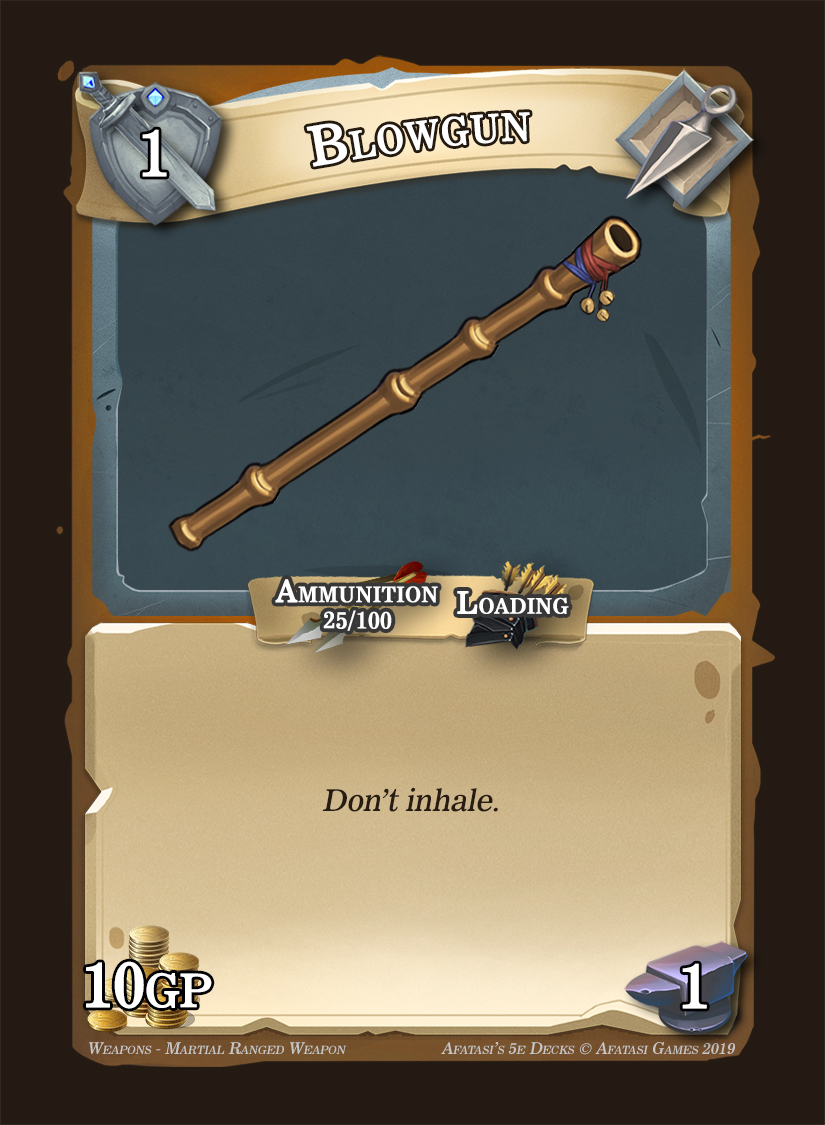 1
Blowgun
Ammunition
25/100
Loading
Don't inhale.
10GP
1
Weapons - Martial Ranged Weapon
Afatasi's 5e Decks © Afatasi Games 2019